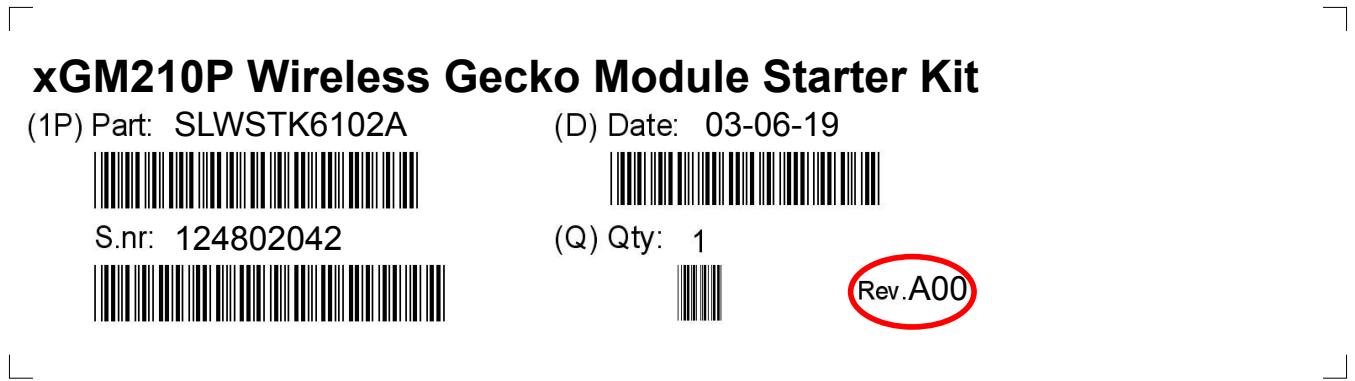 xGM210P Wireless Gecko Module Starter Kit
(1P) Part: SLWSTK6102A
(D) Date: 03-06-19
S.nr: 124802042
(Q) Qty: 1
Rev.A00